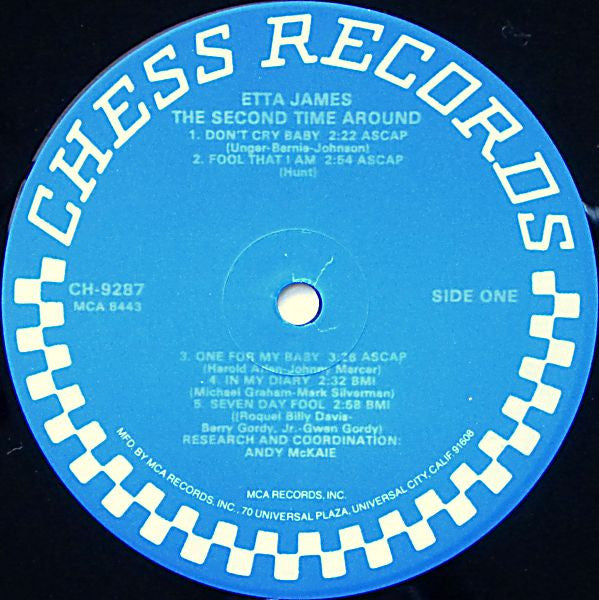 CHESS RECORDS
ETTA JAMES
THE SECOND TIME AROUND
1. DON'T CRY BABY 2:22 ASCAP
(Unger-Bernie-Johnson)
2. FOOL THAT I AM 2:54 ASCAP
(Hunt)
CH-9287
MCA 8443
SIDE ONE
3. ONE FOR MY BABY 3:26 ASCAP
(Harold Arlen-Johnny Mercer)
4. IN MY DIARY 2:32 BMI
(Michael Graham-Mark Silverman)
5. SEVEN DAY FOOL 2:58 BMI
((Roquel Billy Davis-
Berry Gordy, Jr.-Gwen Gordy)
RESEARCH AND COORDINATION:
ANDY McKAIE
MCA RECORDS, INC.
MFD BY MCA RECORDS, INC., 70 UNIVERSAL PLAZA, UNIVERSAL CITY, CALIF. 91608